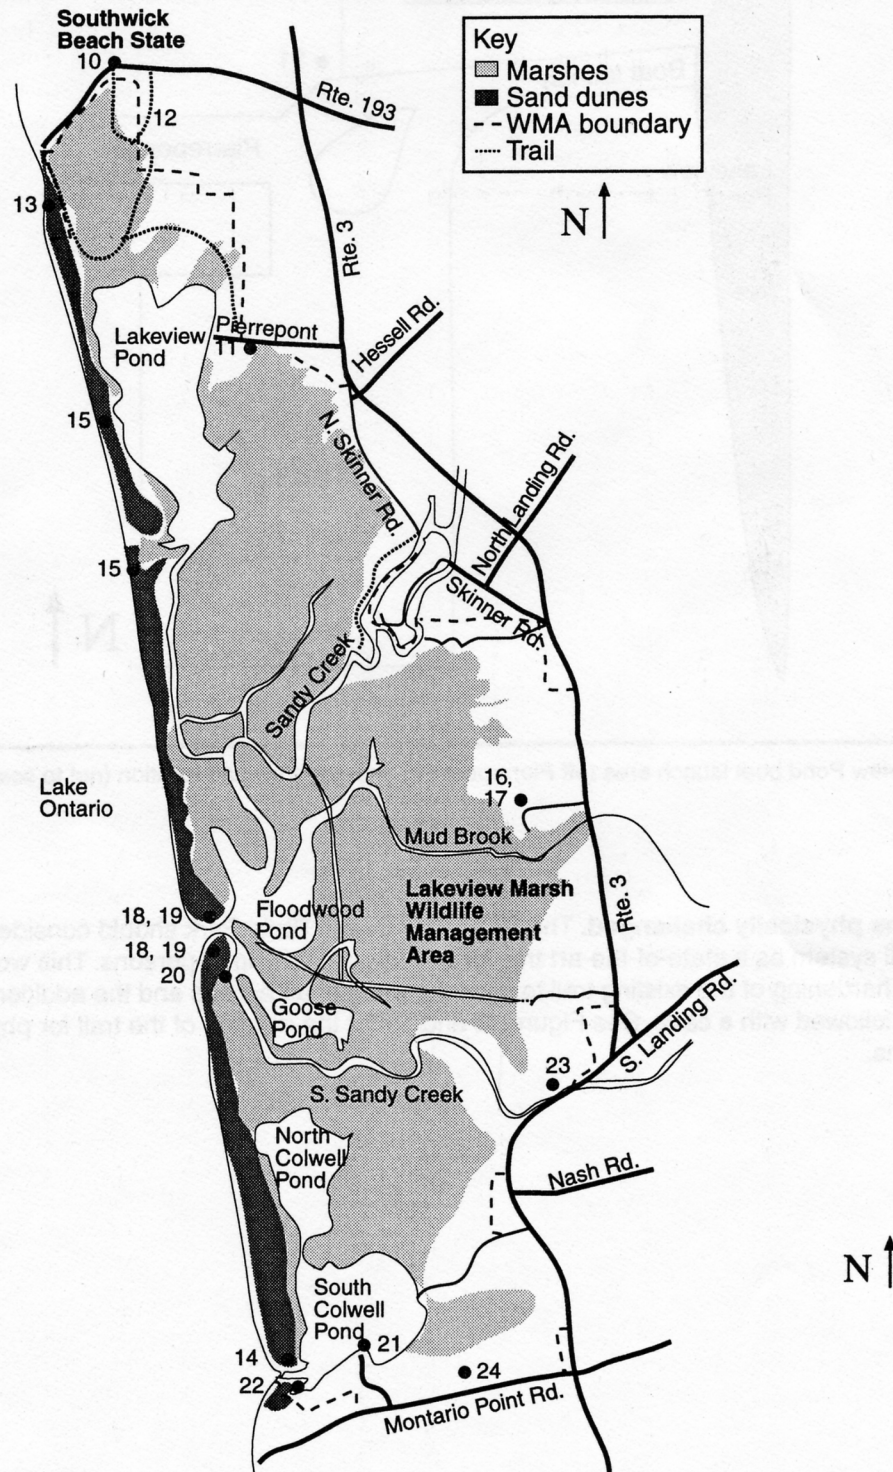 Southwick
Beach State
10
12
Rte. 193
Key
Marshes
Sand dunes
WMA boundary
Trail
N
13
Rte. 3
Hessell Rd.
Lakeview
Pond
Pierrepont
11
15
N. Skinner Rd.
North Landing Rd.
15
Skinner Rd.
Sandy Creek
Lake
Ontario
16,
17
Mud Brook
Lakeview Marsh
Wildlife
Management
Area
Rte. 3
18, 19
Floodwood
Pond
18, 19
20
Goose
Pond
S. Landing Rd.
23
S. Sandy Creek
North
Colwell
Pond
Nash Rd.
N
South
Colwell
Pond
21
14
22
24
Montario Point Rd.